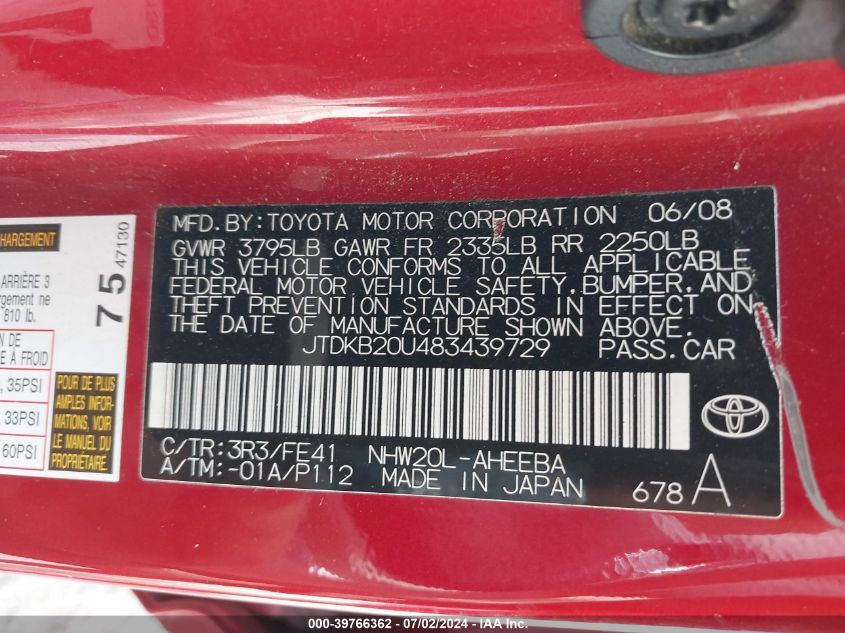 HARGEMENT
ARRIÈRE 3
rgement ne
810 lb.
N DE
E À FROID
, 35PSI
, 33PSI
60PSI
75
47130
POUR DE PLUS
AMPLES INFOR-
MATIONS, VOIR
LE MANUEL DU
PROPRIÉTAIRE
MFD. BY: TOYOTA MOTOR CORPORATION 06/08
GVWR 3795LB GAWR FR 2335LB RR 2250LB
THIS VEHICLE CONFORMS TO ALL APPLICABLE
FEDERAL MOTOR VEHICLE SAFETY, BUMPER, AND
THEFT PREVENTION STANDARDS IN EFFECT ON
THE DATE OF MANUFACTURE SHOWN ABOVE.
JTDKB20U483439729 PASS. CAR
C/TR: 3R3/FE41 NHW20L-AHEEBA
A/TM: -01A/P112 MADE IN JAPAN 678 A
000-39766362 - 07/02/2024 - IAA Inc.